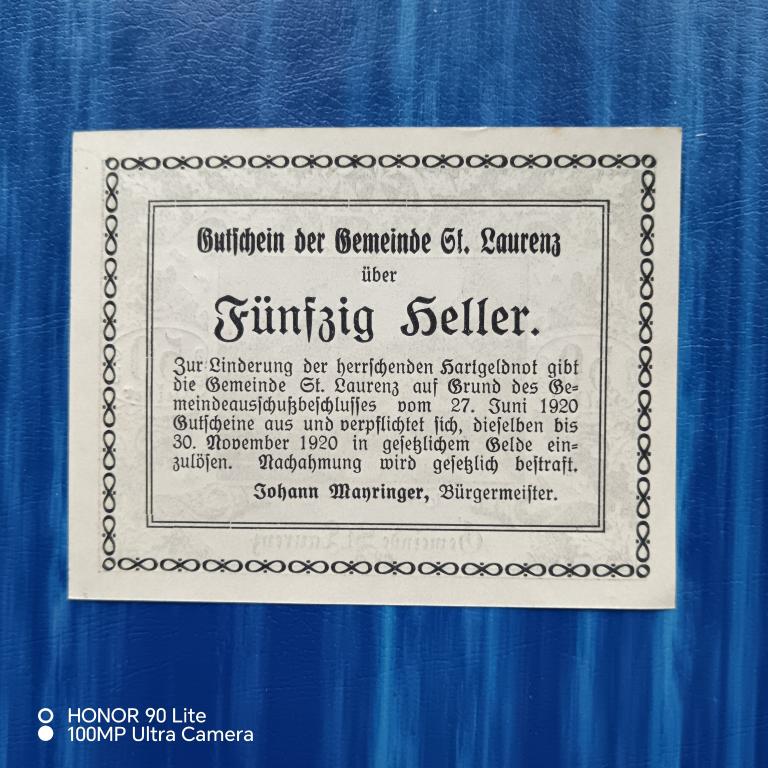 Gutschein der Gemeinde St. Laurenz
über
Fünfzig Heller.
Zur Linderung der herrschenden Hartgeldnot gibt
die Gemeinde St. Laurenz auf Grund des Ge-
meindeausschußbeschlusses vom 27. Juni 1920
Gutscheine aus und verpflichtet sich, dieselben bis
30. November 1920 in gesetzlichem Gelde ein-
zulösen. Nachahmung wird gesetzlich bestraft.
Johann Mayringer, Bürgermeister.
HONOR 90 Lite
100MP Ultra Camera